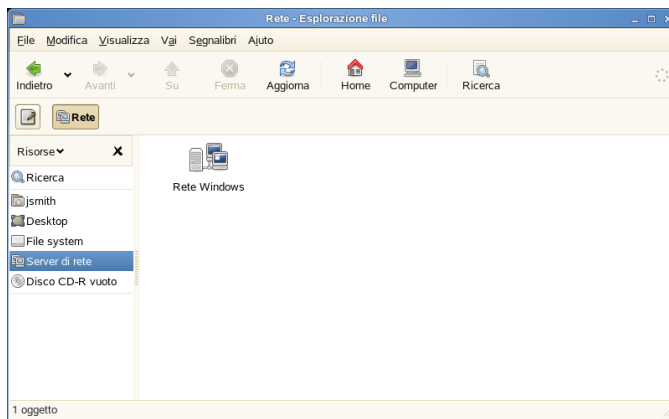 Rete - Esplorazione file
File Modifica Visualizza Vai Segnalibri Aiuto
Indietro Avanti Su Ferma Aggiorna Home Computer Ricerca
Rete
Risorse
Ricerca
jsmith
Desktop
File system
Server di rete
Disco CD-R vuoto
Rete Windows
1 oggetto